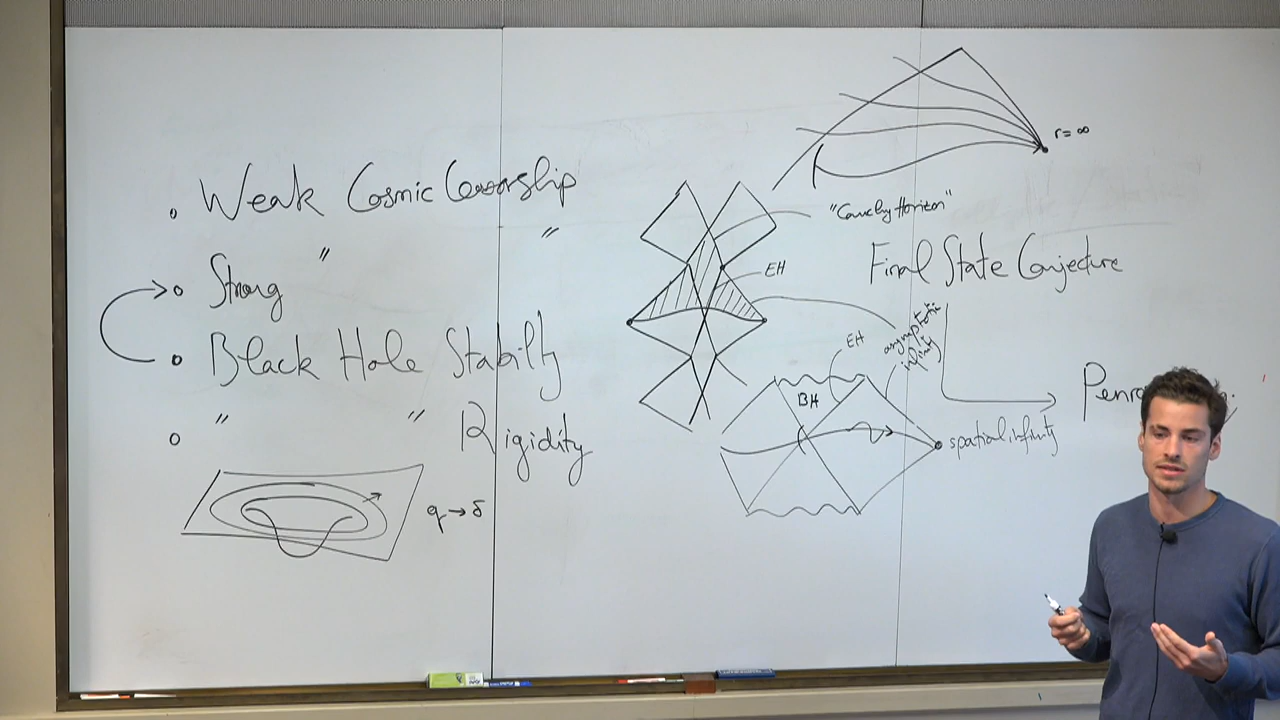 Weak Cosmic Censorship
Strong " "
Black Hole Stability
" " Rigidity
q → δ
r = ∞
"Cauchy Horizon"
EH
Final State Conjecture
asymptotic
infinity
EH
BH
spatial infinity